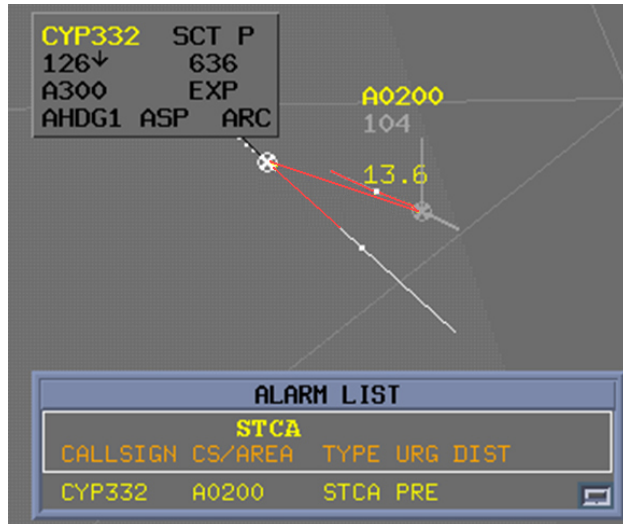 CYP332 SCT P
126↓ 636
A300 EXP
AHDG1 ASP ARC
A0200
104
13.6
ALARM LIST
STCA
CALLSIGN CS/AREA TYPE URG DIST
CYP332 A0200 STCA PRE